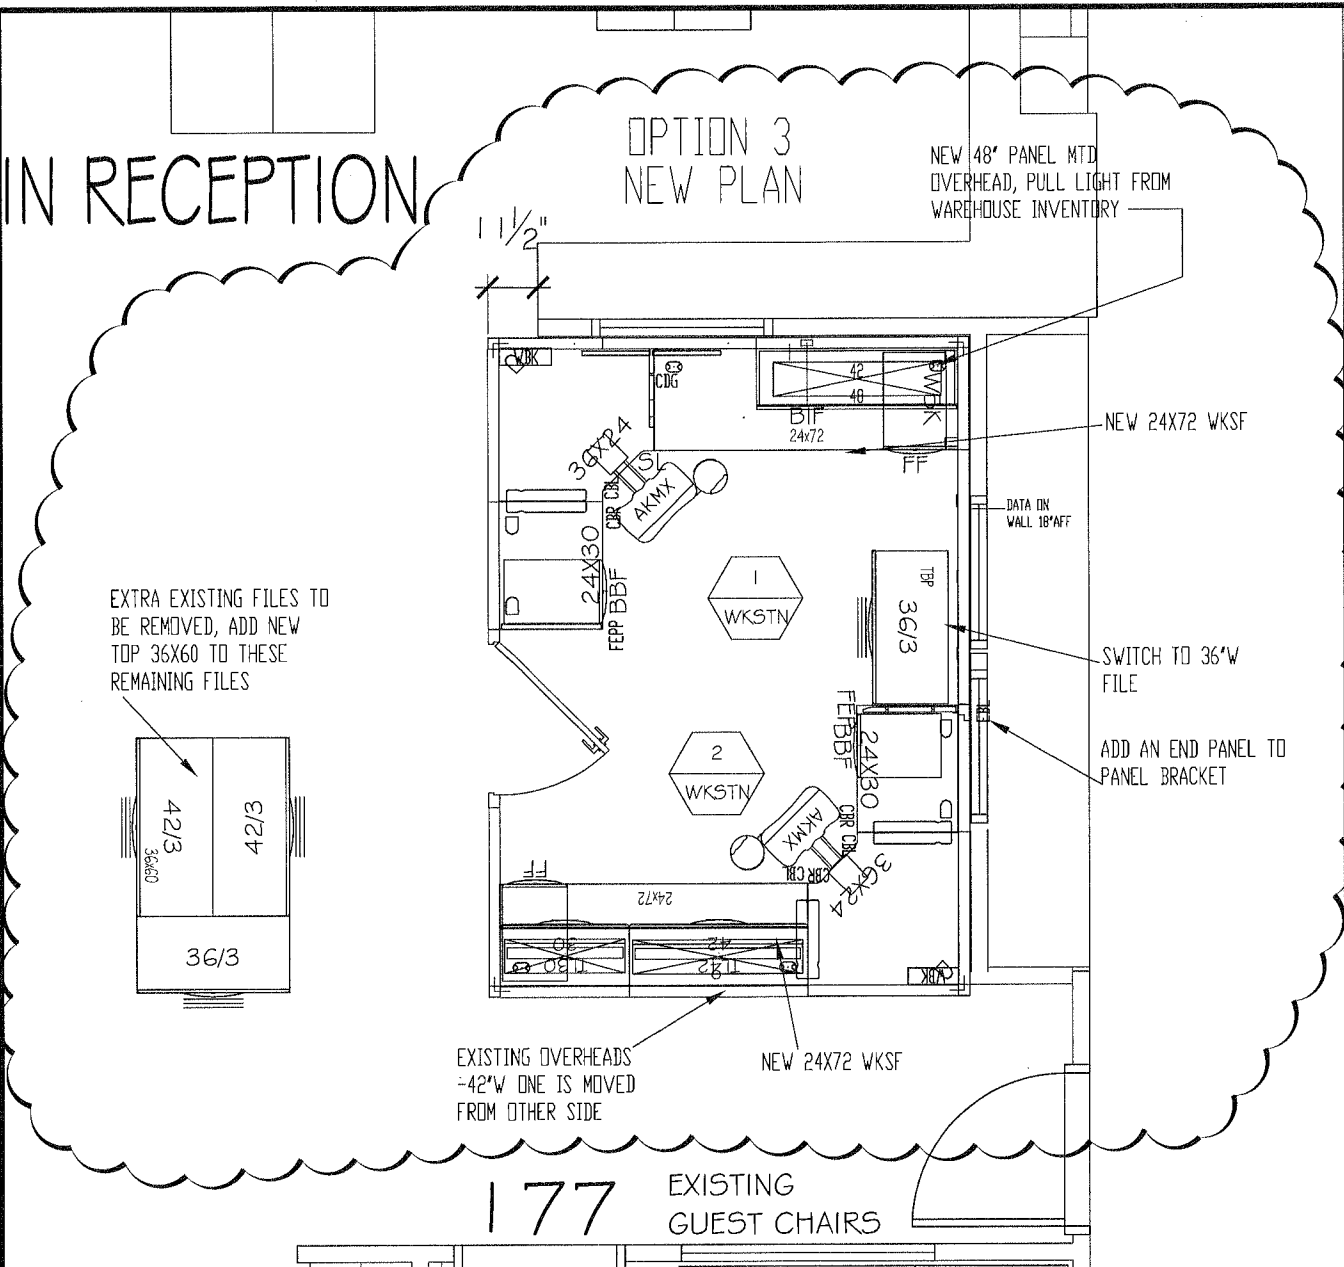 OPTION 3
NEW PLAN
IN RECEPTION
NEW 48" PANEL MTD
OVERHEAD, PULL LIGHT FROM
WAREHOUSE INVENTORY
11 1/2"
WBK
CDG
42
48
WBK
BIF
24x72
FF
NEW 24X72 WKSF
36X24
SL
AKMX
CBR CBL
DATA ON
WALL 18"AFF
D
24X30
D
FEPP BBF
1
WKSTN
TBP
36/3
EXTRA EXISTING FILES TO
BE REMOVED, ADD NEW
TOP 36X60 TO THESE
REMAINING FILES
SWITCH TO 36"W
FILE
BBF
24X30
D
D
2
WKSTN
ADD AN END PANEL TO
PANEL BRACKET
42/3
36x60
42/3
36/3
AKMX
CBR CBL
CBR CBL
36X24
FF
24x72
30
42
WBK
EXISTING OVERHEADS
-42"W ONE IS MOVED
FROM OTHER SIDE
NEW 24X72 WKSF
177
EXISTING
GUEST CHAIRS